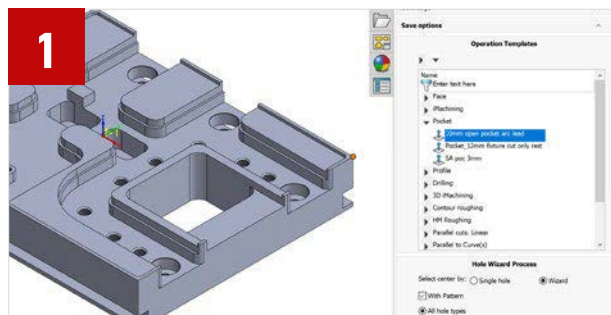 1
Save options
Operation Templates
Name
Enter text here
Face
iMachining
Pocket
10mm open pocket arc lead
Pocket_12mm fixture cut only rest
SA poc 3mm
Profile
Drilling
3D iMachining
Contour roughing
HM Roughing
Parallel cuts: Linear
Parallel to Curve(s)
Hole Wizard Process
Select center by: Single hole Wizard
With Pattern
All hole types